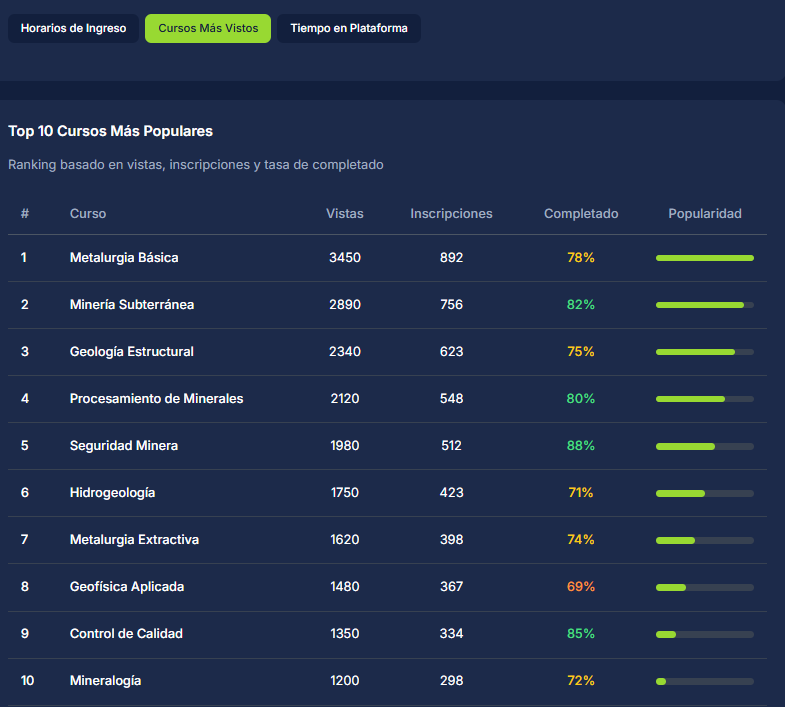 Horarios de Ingreso Cursos Más Vistos Tiempo en Plataforma
Top 10 Cursos Más Populares
Ranking basado en vistas, inscripciones y tasa de completado
# Curso Vistas Inscripciones Completado Popularidad
1 Metalurgia Básica 3450 892 78%
2 Minería Subterránea 2890 756 82%
3 Geología Estructural 2340 623 75%
4 Procesamiento de Minerales 2120 548 80%
5 Seguridad Minera 1980 512 88%
6 Hidrogeología 1750 423 71%
7 Metalurgia Extractiva 1620 398 74%
8 Geofísica Aplicada 1480 367 69%
9 Control de Calidad 1350 334 85%
10 Mineralogía 1200 298 72%